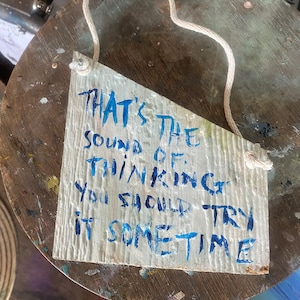 THAT'S THE
SOUND OF
THINKING
YOU SHOULD TRY
IT SOMETIME